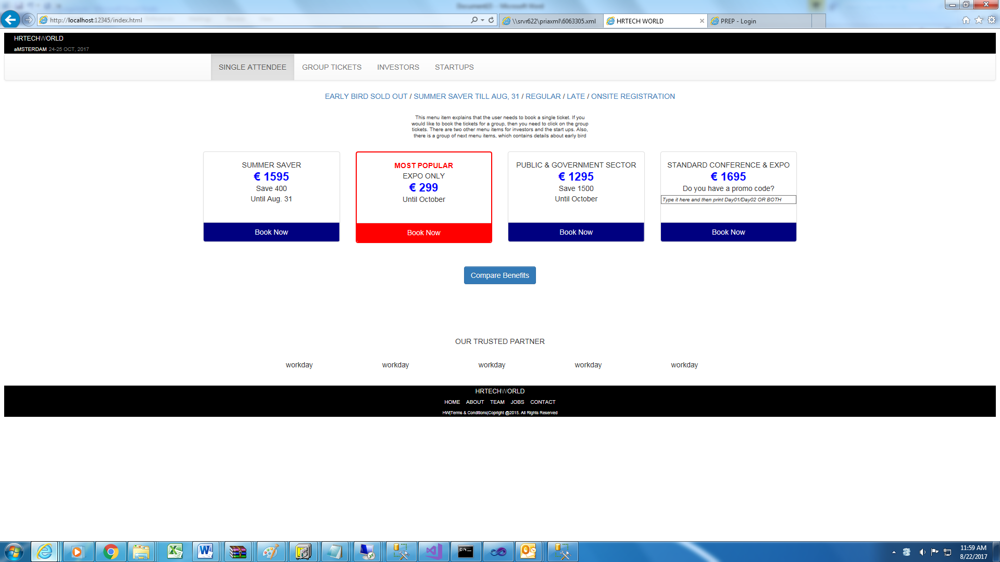 Document2 - Microsoft Word
http://localhost:12345/index.html
\\srvr622\priaxml\6063305.xml
HRTECH WORLD
PREP - Login
HRTECHWORLD
aMSTERDAM 24-25 OCT, 2017
SINGLE ATTENDEE GROUP TICKETS INVESTORS STARTUPS
EARLY BIRD SOLD OUT / SUMMER SAVER TILL AUG, 31 / REGULAR / LATE / ONSITE REGISTRATION
This menu item explains that the user needs to book a single ticket. If you
would like to book the tickets for a group, then you need to click on the group
tickets. There are two other menu items for investors and the start ups. Also,
there is a group of next menu items, which contains details about early bird
SUMMER SAVER
€ 1595
Save 400
Until Aug. 31
Book Now
MOST POPULAR
EXPO ONLY
€ 299
Until October
Book Now
PUBLIC & GOVERNMENT SECTOR
€ 1295
Save 1500
Until October
Book Now
STANDARD CONFERENCE & EXPO
€ 1695
Do you have a promo code?
Type it here and then print Day01/Day02 OR BOTH
Book Now
Compare Benefits
OUR TRUSTED PARTNER
workday workday workday workday workday
HRTECHWORLD
HOME ABOUT TEAM JOBS CONTACT
HW|Terms & Conditions|Copright @2015. All Rights Reserved
11:59 AM
8/22/2017